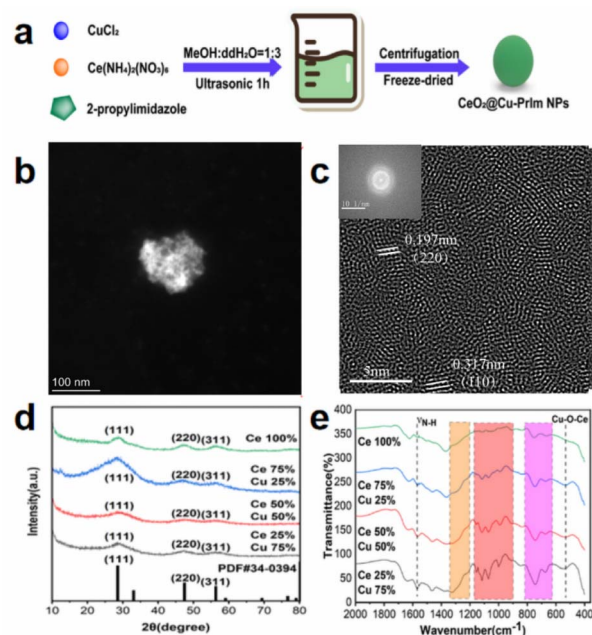 a
CuCl₂
Ce(NH₄)₂(NO₃)₆
2-propylimidazole
MeOH:ddH₂O=1:3
Ultrasonic 1h
Centrifugation
Freeze-dried
CeO₂@Cu-PrIm NPs
b
100 nm
c
10 1/nm
0.197nm
(220)
5nm
0.317nm
(110)
d
Intensity(a.u.)
(111)
(220)
(311)
Ce 100%
(111)
(220)
(311)
Ce 75%
Cu 25%
(111)
(220)
(311)
Ce 50%
Cu 50%
(111)
(220)
(311)
Ce 25%
Cu 75%
(111)
PDF#34-0394
(220)
(311)
10 20 30 40 50 60 70 80
2θ(degree)
e
Transmittance(%)
400
350
300
250
200
150
100
50
0
νN-H
Cu-O-Ce
Ce 100%
Ce 75%
Cu 25%
Ce 50%
Cu 50%
Ce 25%
Cu 75%
2000 1600 1200 800 400
Wavenumber(cm⁻¹)